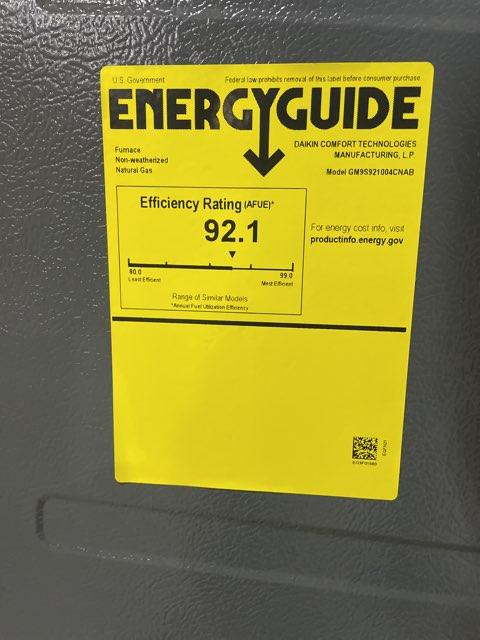 U.S. Government
Federal law prohibits removal of this label before consumer purchase
ENERGYGUIDE
Furnace
Non-weatherized
Natural Gas
DAIKIN COMFORT TECHNOLOGIES
MANUFACTURING, L.P.
Model GM9S921004CNAB
Efficiency Rating (AFUE)*
92.1
80.0
99.0
Least Efficient
Most Efficient
Range of Similar Models
*Annual Fuel Utilization Efficiency
For energy cost info, visit
productinfo.energy.gov